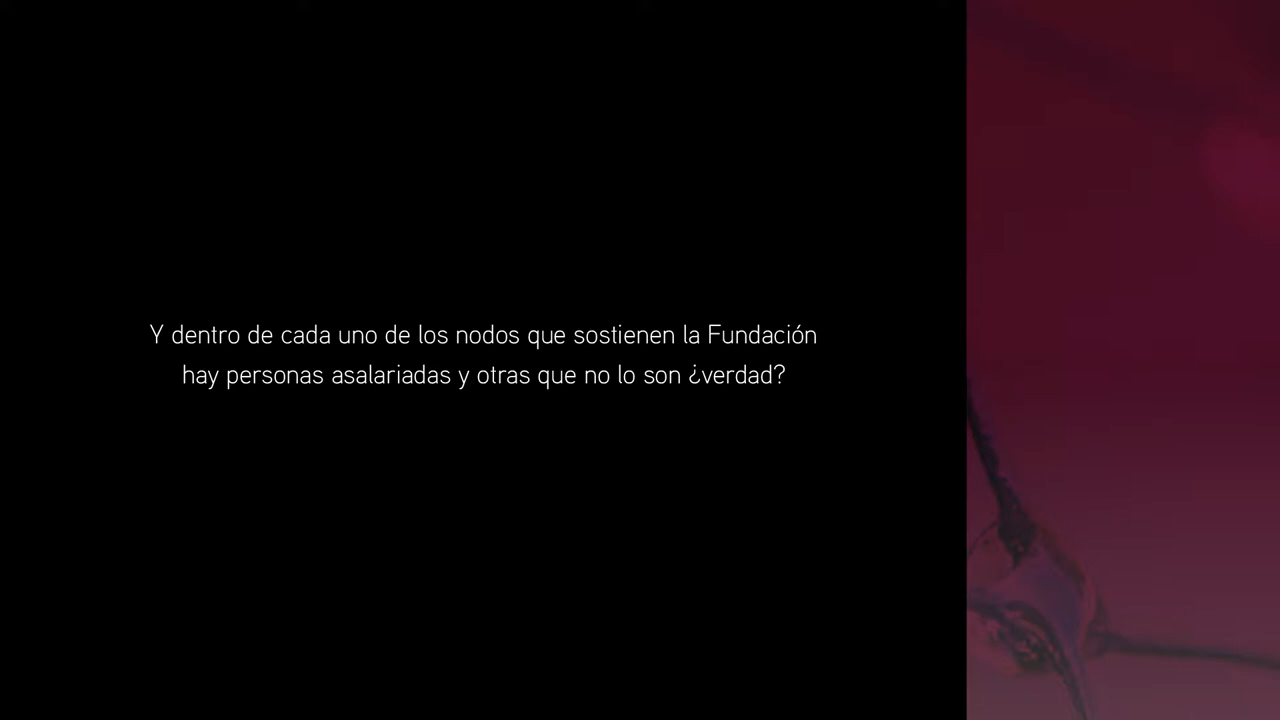 Y dentro de cada uno de los nodos que sostienen la Fundación
hay personas asalariadas y otras que no lo son ¿verdad?